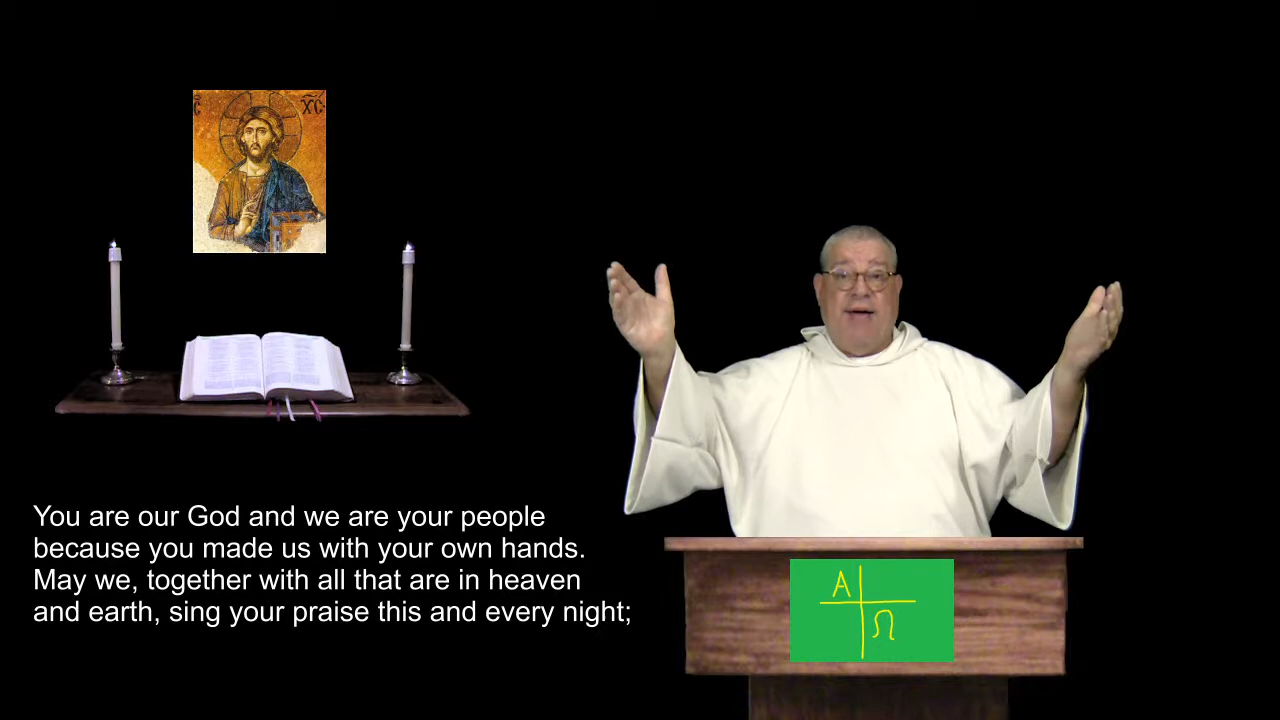 C
XC
You are our God and we are your people
because you made us with your own hands.
May we, together with all that are in heaven
and earth, sing your praise this and every night;
A
Ω